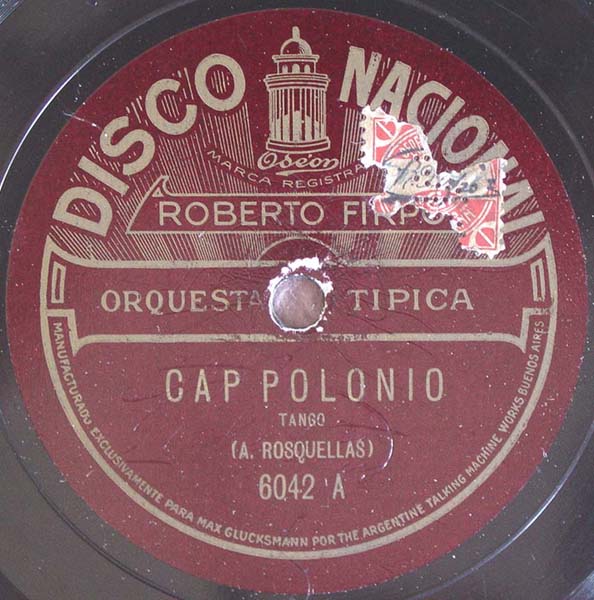 DISCO NACIONAL
Odeon
MARCA REGISTRA
ROBERTO FIRPO
ORQUESTA TIPICA
CAP POLONIO
TANGO
(A. ROSQUELLAS)
6042 A
MANUFACTURADO EXCLUSIVAMENTE PARA MAX GLUCKSMANN POR THE ARGENTINE TALKING MACHINE WORKS BUENOS AIRES